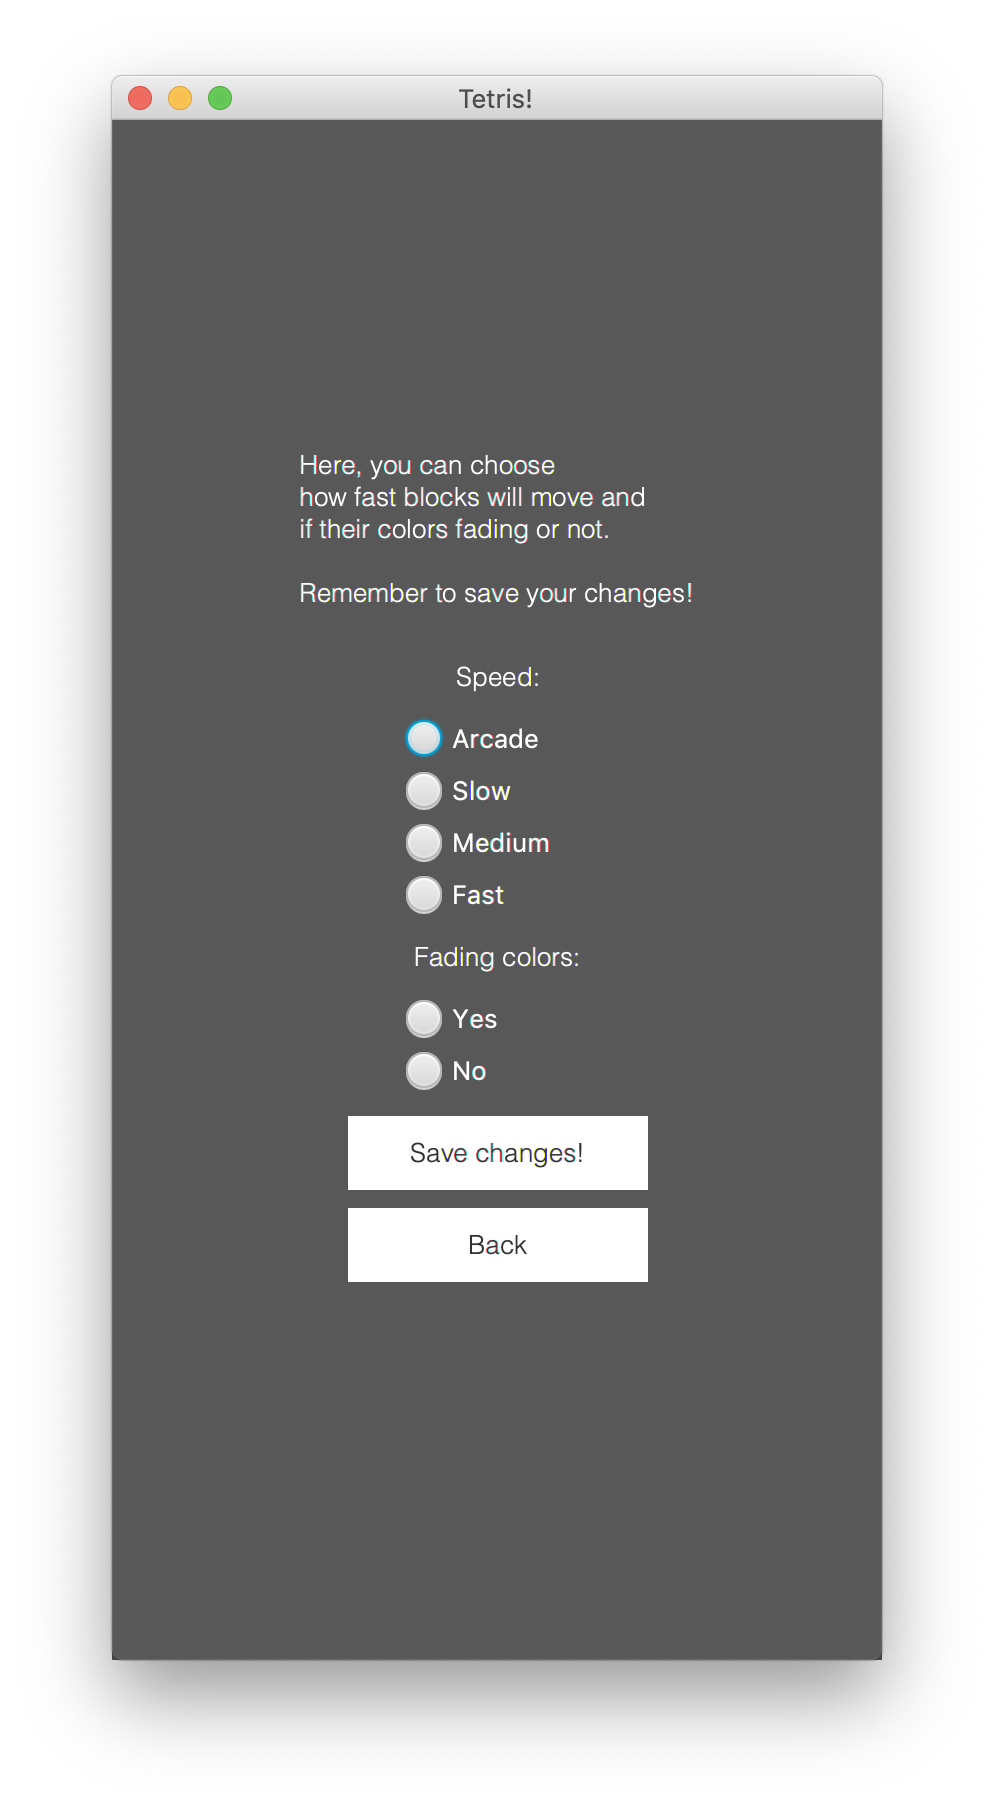 Tetris!
Here, you can choose
how fast blocks will move and
if their colors fading or not.
Remember to save your changes!
Speed:
Arcade
Slow
Medium
Fast
Fading colors:
Yes
No
Save changes!
Back